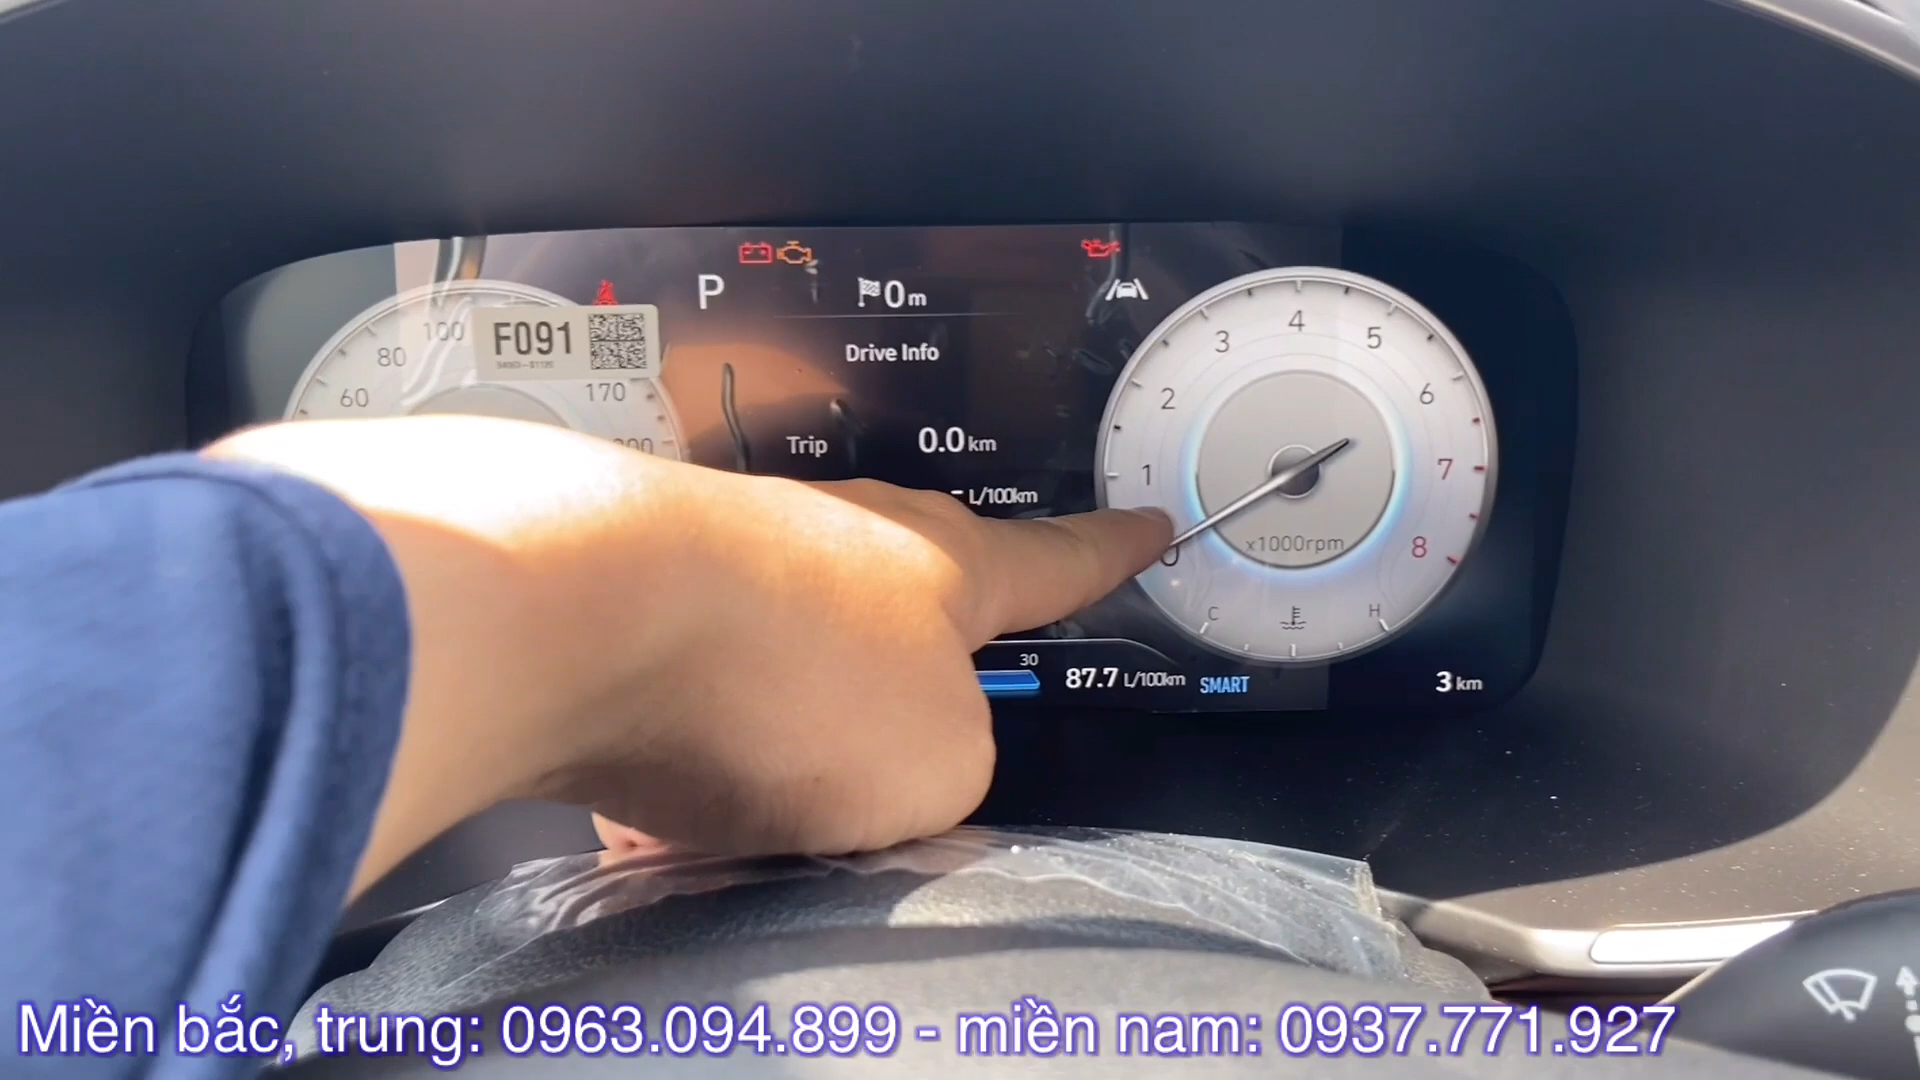 P
0 m
Drive Info
Trip 0.0 km
- L/100km
30
87.7 L/100km
SMART
3 km
60
80
100
170
F091
0
1
2
3
4
5
6
7
8
x1000rpm
C
H
Miền bắc, trung: 0963.094.899 - miền nam: 0937.771.927